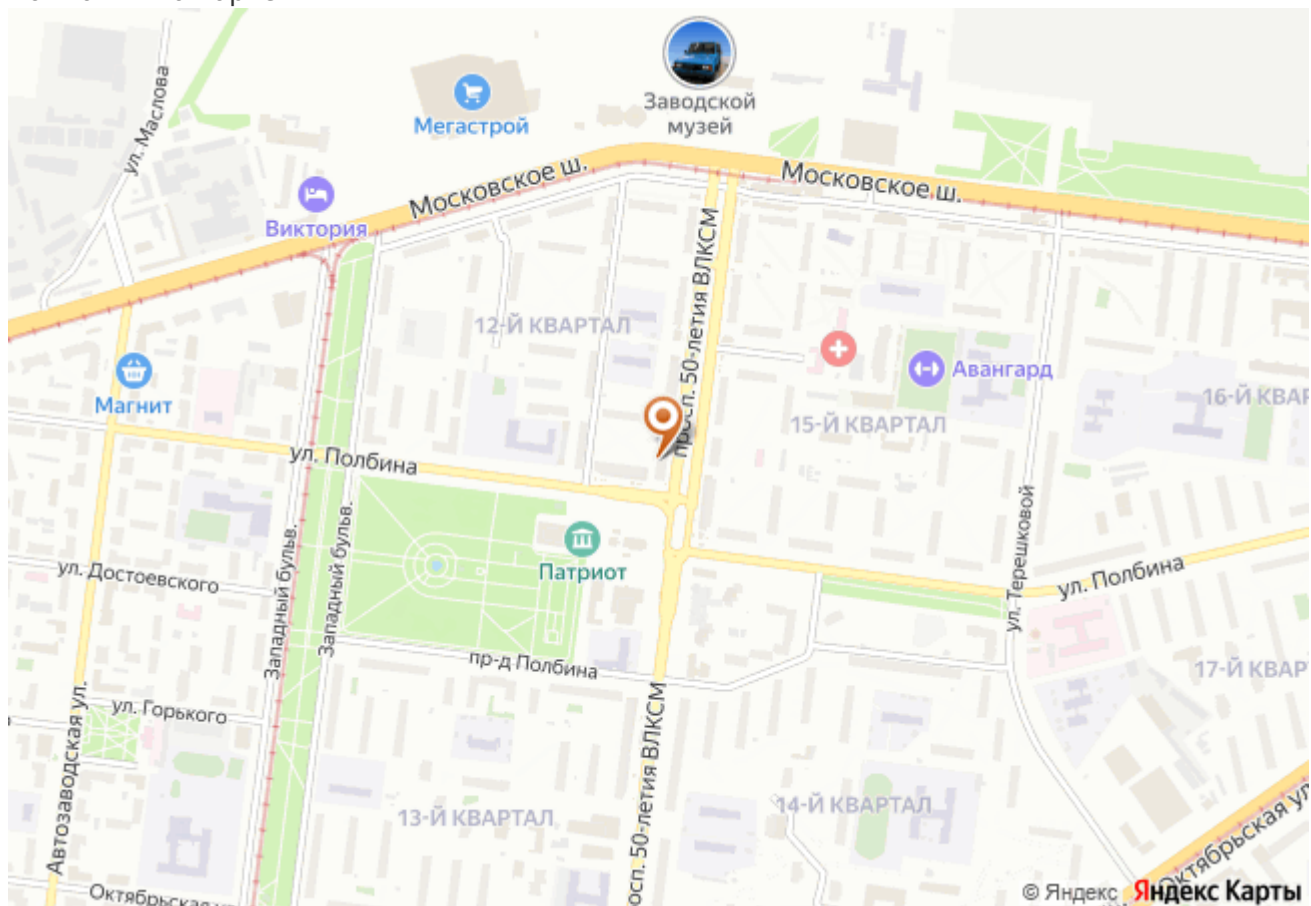 Заводской
музей
Мегастрой
ул. Маслова
Московское ш.
Московское ш.
Виктория
просп. 50-летия ВЛКСМ
12-Й КВАРТАЛ
Авангард
Магнит
15-Й КВАРТАЛ
16-Й КВАР
ул. Полбина
Западный бульв.
ул. Терешковой
Патриот
ул. Достоевского
ул. Полбина
Западный бульв.
пр-д Полбина
17-Й КВАР
ул. Горького
Автозаводская ул.
13-Й КВАРТАЛ
осп. 50-летия ВЛКСМ
14-Й КВАРТАЛ
Октябрьская ул
Октябрьская
© Яндекс Яндекс Карты